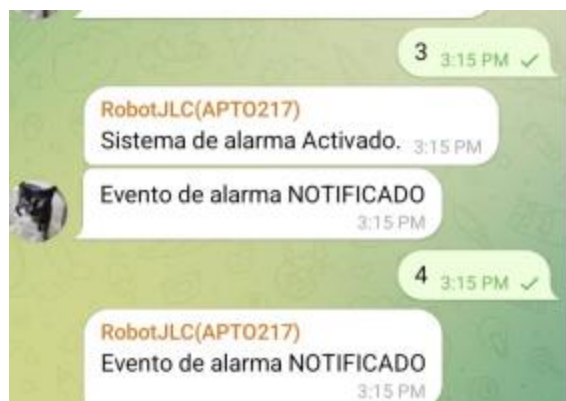 3 3:15 PM
RobotJLC(APTO217)
Sistema de alarma Activado. 3:15 PM
Evento de alarma NOTIFICADO
3:15 PM
4 3:15 PM
RobotJLC(APTO217)
Evento de alarma NOTIFICADO
3:15 PM